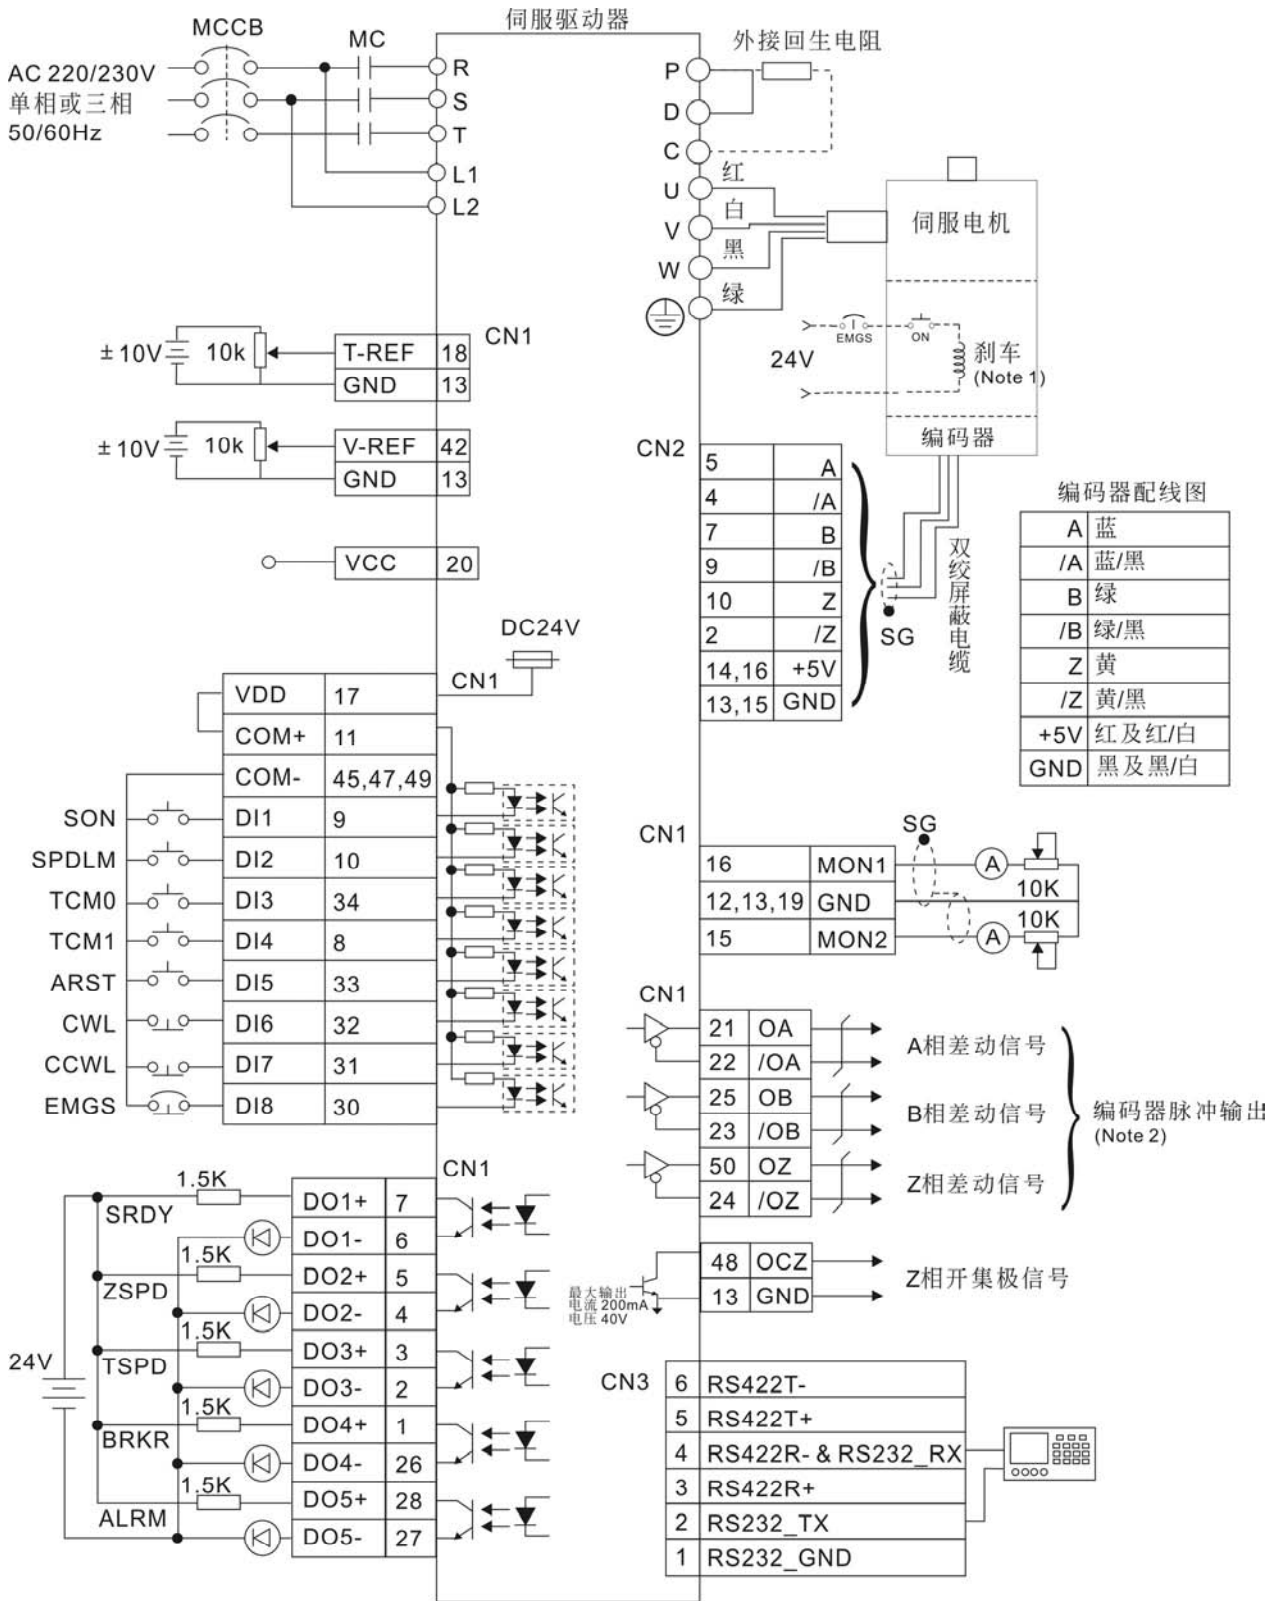 伺服驱动器
MCCB
MC
AC 220/230V
单相或三相
50/60Hz
R
S
T
L1
L2
外接回生电阻
P
D
C
U
V
W
红
白
黑
绿
伺服电机
EMGS
ON
24V
刹车
(Note 1)
编码器
CN1
±10V
10k
T-REF 18
GND 13
±10V
10k
V-REF 42
GND 13
VCC 20
CN2
5 A
4 /A
7 B
9 /B
10 Z
2 /Z
14,16 +5V
13,15 GND
SG
双绞屏蔽电缆
编码器配线图
A 蓝
/A 蓝/黑
B 绿
/B 绿/黑
Z 黄
/Z 黄/黑
+5V 红及红/白
GND 黑及黑/白
DC24V
CN1
VDD 17
COM+ 11
COM- 45,47,49
SON DI1 9
SPDLM DI2 10
TCM0 DI3 34
TCM1 DI4 8
ARST DI5 33
CWL DI6 32
CCWL DI7 31
EMGS DI8 30
CN1
SG
16 MON1 A
10K
12,13,19 GND
10K
15 MON2 A
CN1
21 OA
22 /OA
A相差动信号
25 OB
23 /OB
B相差动信号
50 OZ
24 /OZ
Z相差动信号
编码器脉冲输出
(Note 2)
48 OCZ
13 GND
Z相开集极信号
最大输出
电流 200mA
电压 40V
CN1
24V
1.5K
SRDY
DO1+ 7
DO1- 6
1.5K
ZSPD
DO2+ 5
DO2- 4
1.5K
TSPD
DO3+ 3
DO3- 2
1.5K
BRKR
DO4+ 1
DO4- 26
1.5K
ALRM
DO5+ 28
DO5- 27
CN3
6 RS422T-
5 RS422T+
4 RS422R- & RS232_RX
3 RS422R+
2 RS232_TX
1 RS232_GND